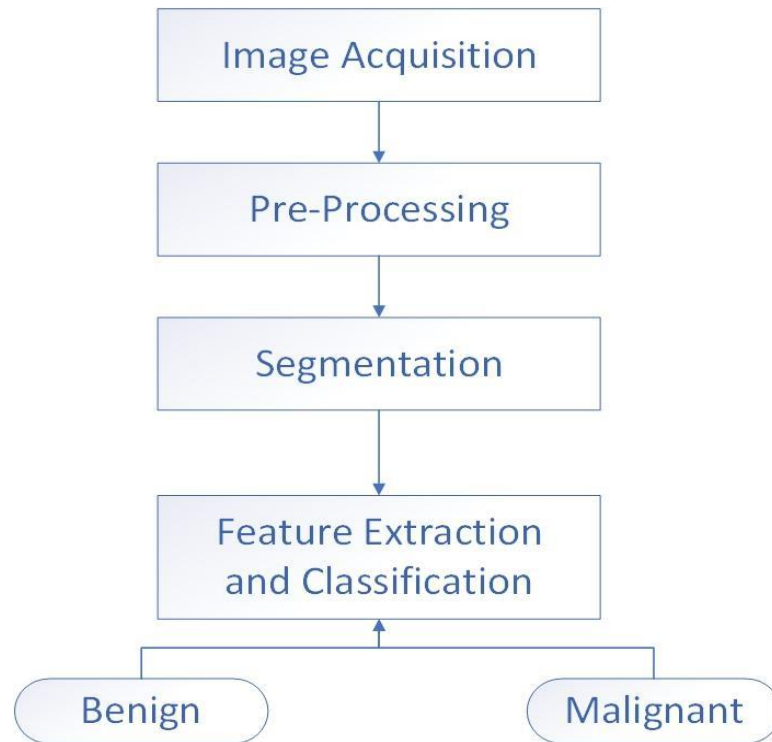 Image Acquisition
Pre-Processing
Segmentation
Feature Extraction
and Classification
Benign
Malignant